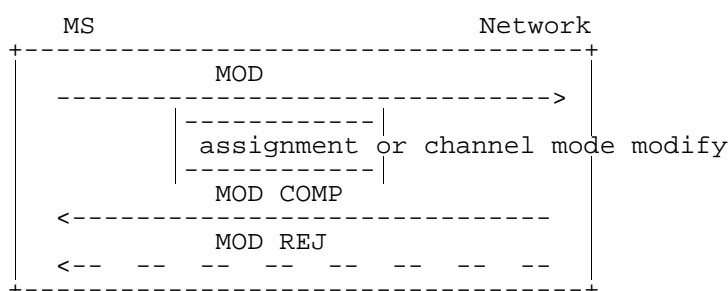 MS Network
MOD
assignment or channel mode modify
MOD COMP
MOD REJ